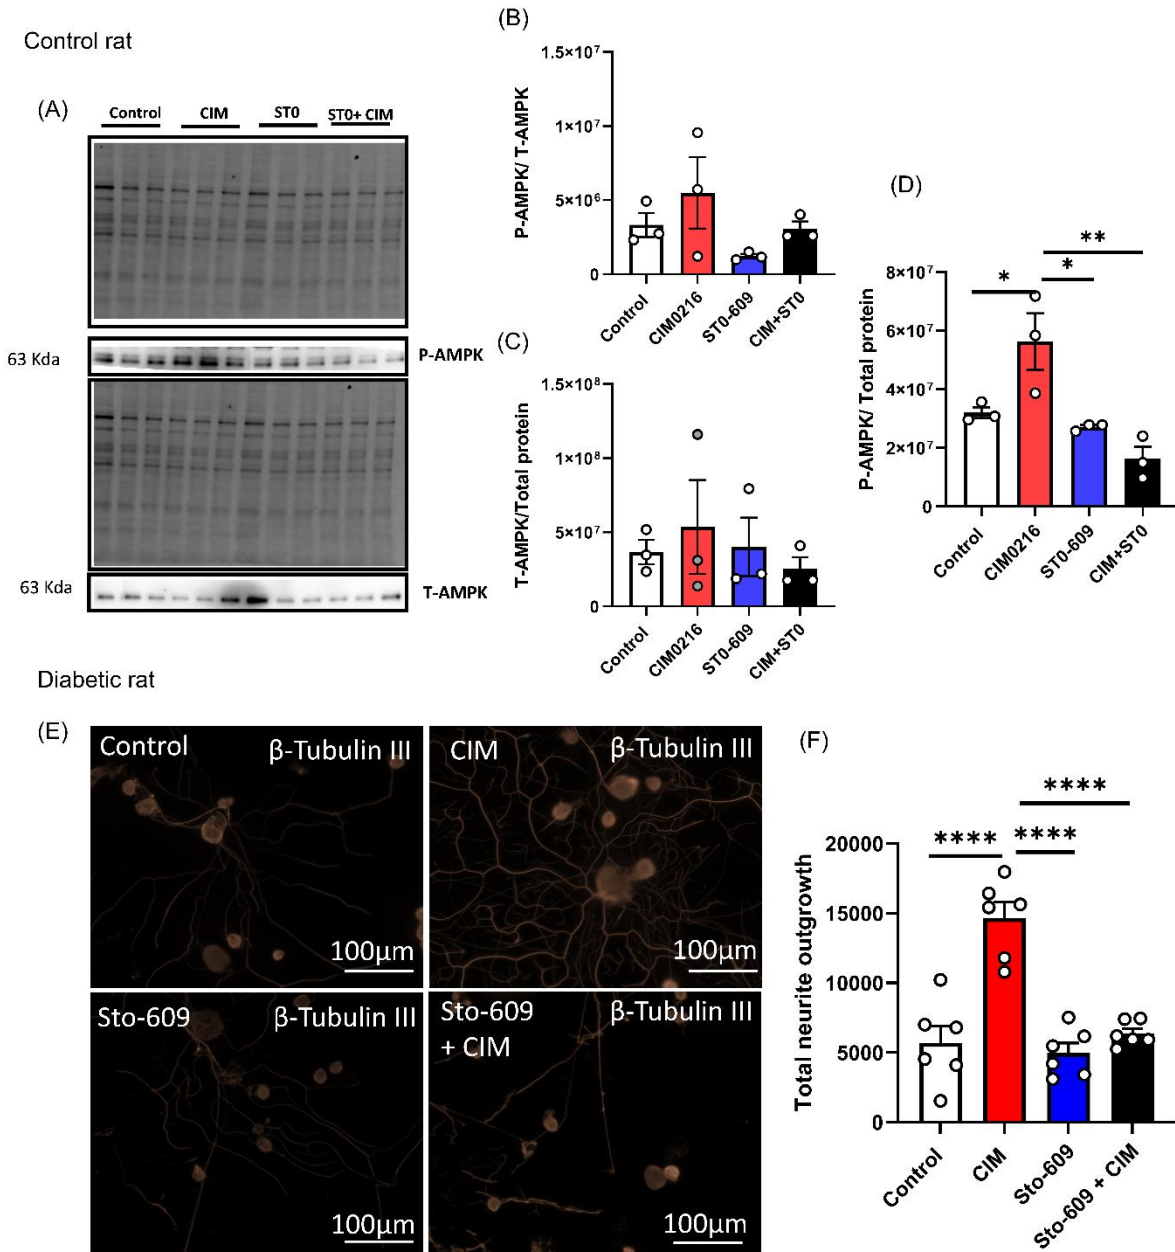 Control rat
(A)
Control CIM ST0 ST0+ CIM
63 Kda
P-AMPK
63 Kda
T-AMPK
(B)
P-AMPK/ T-AMPK
1.5×10⁷
1×10⁷
5×10⁶
0
Control
CIM0216
ST0-609
CIM+ST0
(C)
T-AMPK/Total protein
1.5×10⁸
1×10⁸
5×10⁷
0
Control
CIM0216
ST0-609
CIM+ST0
(D)
P-AMPK/ Total protein
**
*
*
8×10⁷
6×10⁷
4×10⁷
2×10⁷
0
Control
CIM0216
ST0-609
CIM+ST0
Diabetic rat
(E)
Control β-Tubulin III
100μm
CIM β-Tubulin III
100μm
Sto-609 β-Tubulin III
100μm
Sto-609 β-Tubulin III
+ CIM
100μm
(F)
Total neurite outgrowth
****
**** ****
20000
15000
10000
5000
0
Control
CIM
Sto-609
Sto-609 + CIM